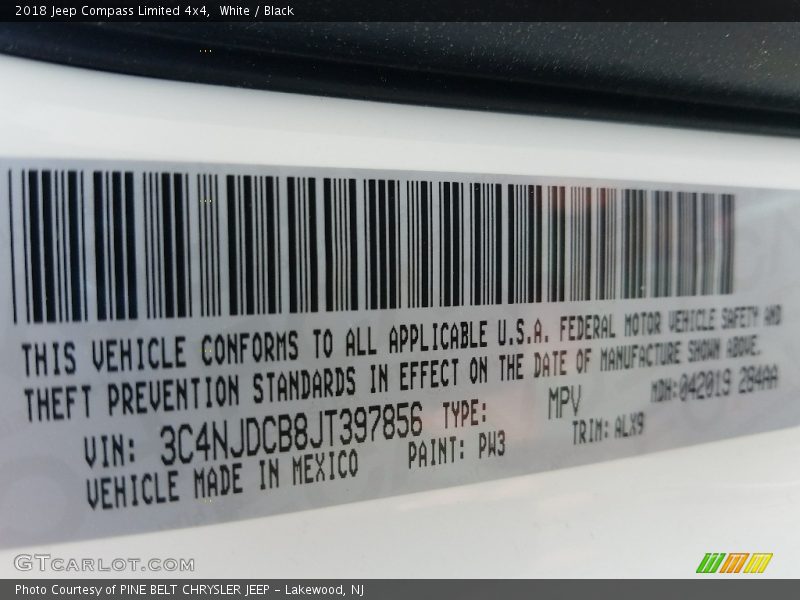 2018 Jeep Compass Limited 4x4,  White / Black
THIS VEHICLE CONFORMS TO ALL APPLICABLE U.S.A. FEDERAL MOTOR VEHICLE SAFETY AND
THEFT PREVENTION STANDARDS IN EFFECT ON THE DATE OF MANUFACTURE SHOWN ABOVE.
VIN: 3C4NJDCB8JT397856 TYPE: MPV MDH:042019 284AA
VEHICLE MADE IN MEXICO PAINT: PW3 TRIM: ALX9
GTCARLOT.COM
Photo Courtesy of PINE BELT CHRYSLER JEEP - Lakewood, NJ